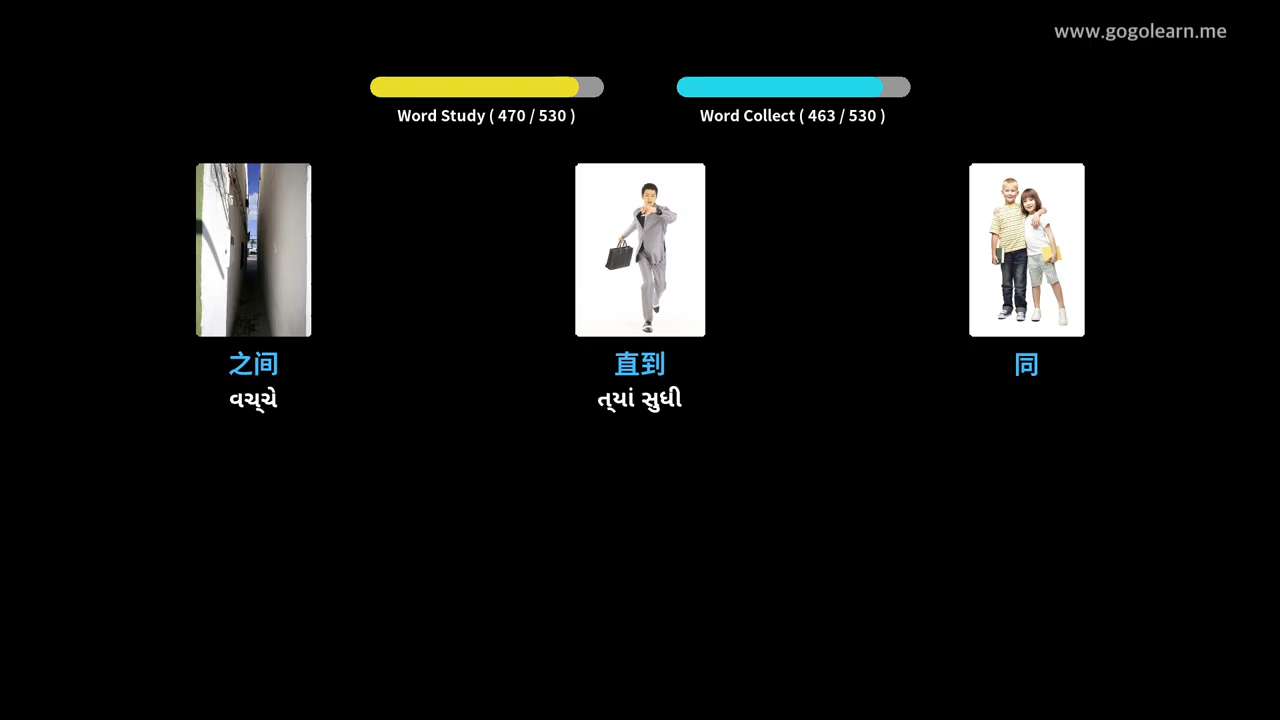 www.gogolearn.me
Word Study ( 470 / 530 )
Word Collect ( 463 / 530 )
之间
વચ્ચે
直到
ત્યાં સુધી
同